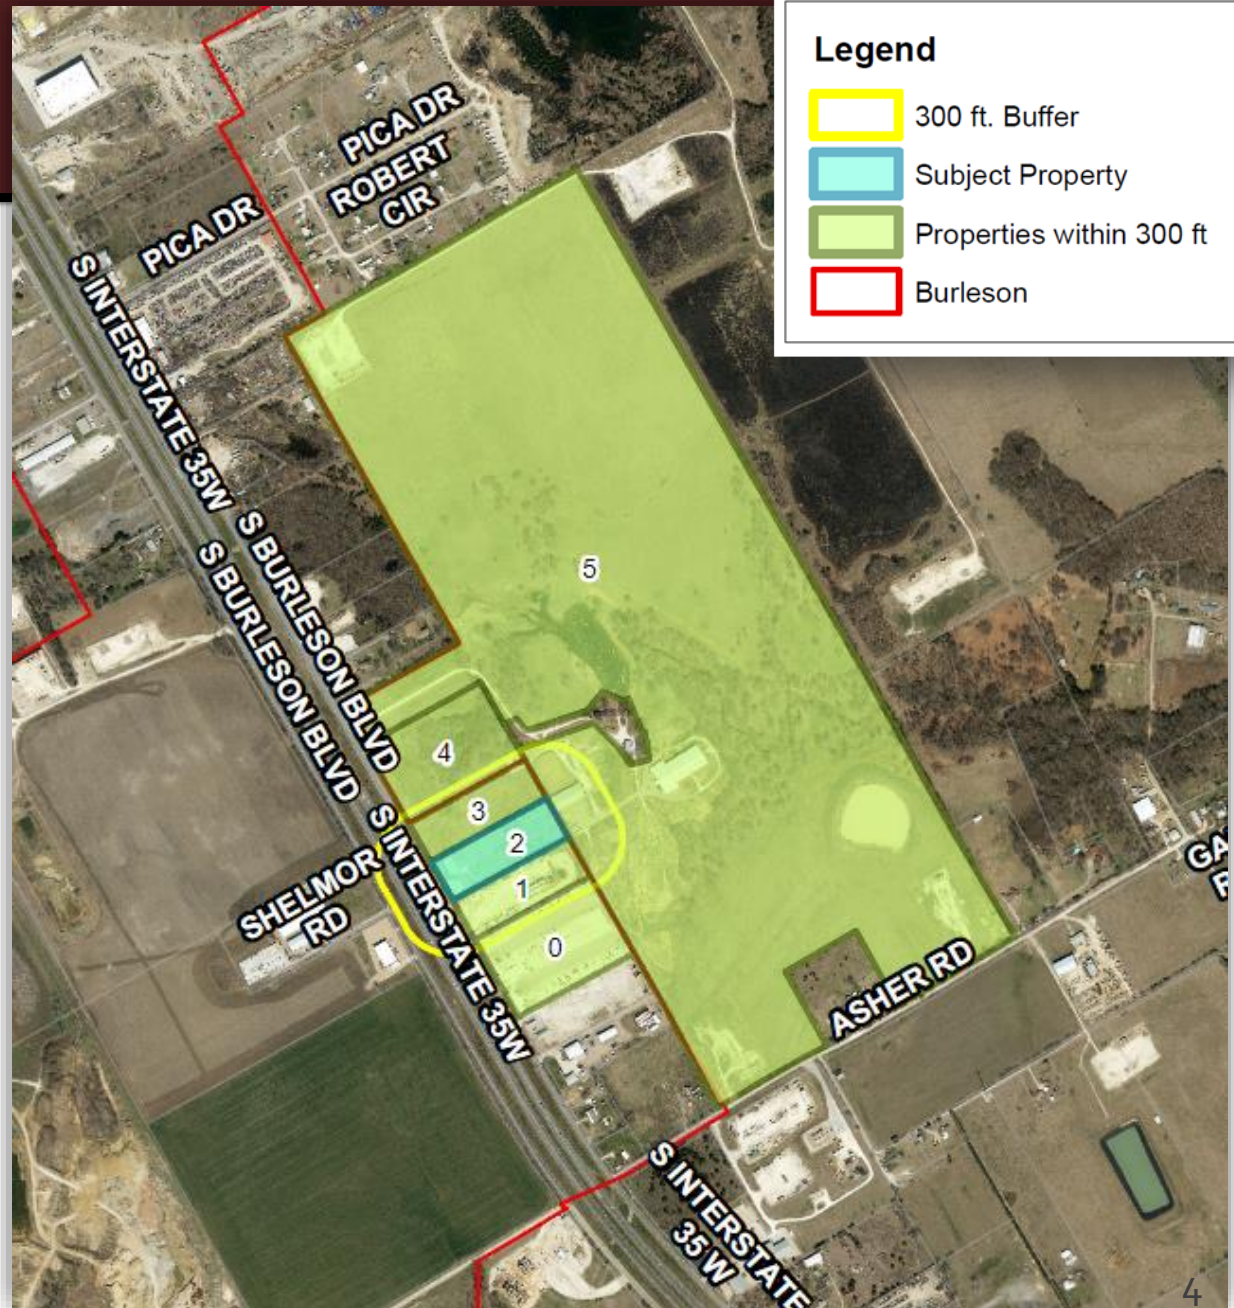 Legend
300 ft. Buffer
Subject Property
Properties within 300 ft
Burleson
PICA DR
ROBERT
CIR
PICA DR
S INTERSTATE 35W
S BURLESON BLVD
S BURLESON BLVD
5
4
3
2
1
0
S INTERSTATE 35W
SHELMOR
RD
ASHER RD
S INTERSTATE
35 W
4